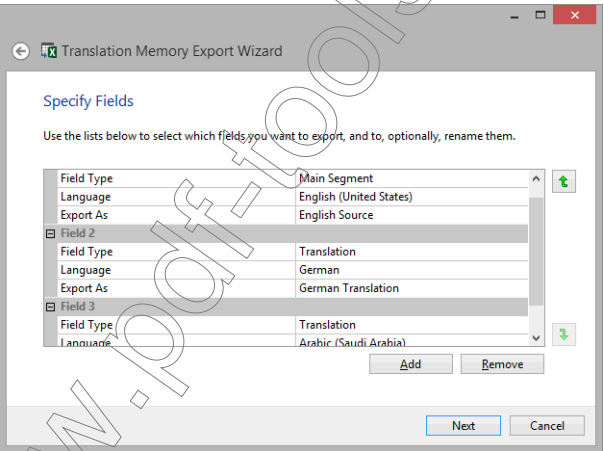 Translation Memory Export Wizard
Specify Fields
Use the lists below to select which fields you want to export, and to, optionally, rename them.
Field Type Main Segment
Language English (United States)
Export As English Source
Field 2
Field Type Translation
Language German
Export As German Translation
Field 3
Field Type Translation
Language Arabic (Saudi Arabia)
Add Remove
Next Cancel
www.pdf-tools